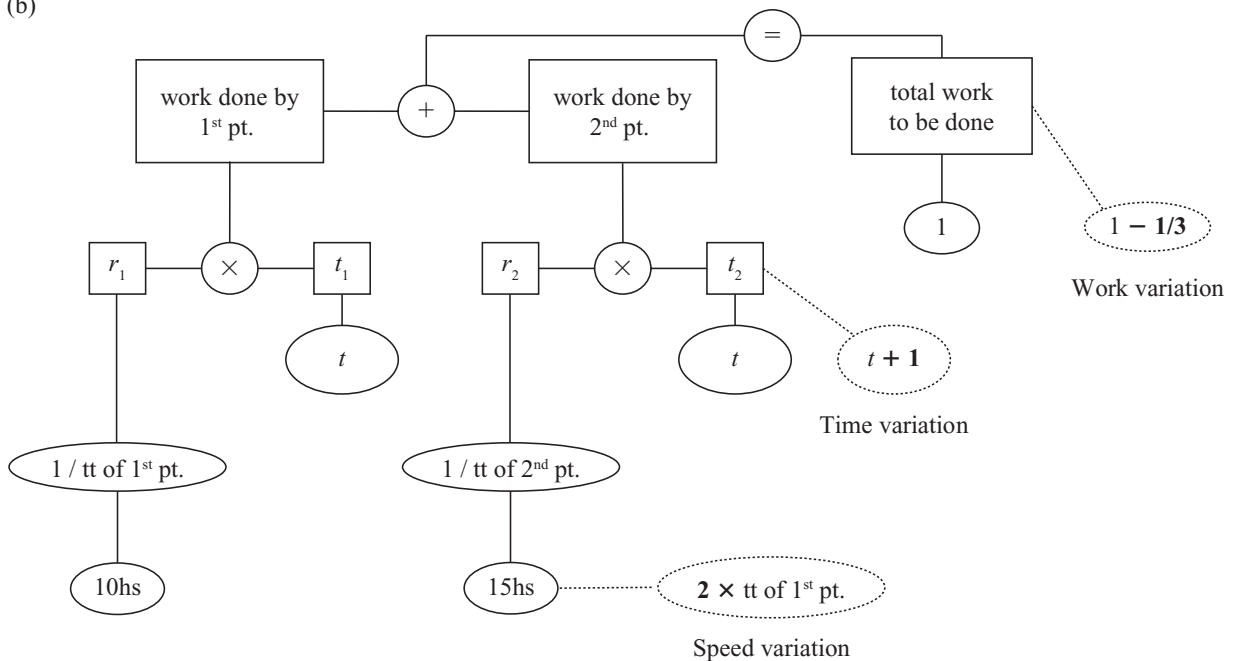 (b)
=
work done by
1st pt.
+
work done by
2nd pt.
total work
to be done
1
1 − 1/3
Work variation
r1
×
t1
r2
×
t2
t
t
t + 1
Time variation
1 / tt of 1st pt.
1 / tt of 2nd pt.
10hs
15hs
2 × tt of 1st pt.
Speed variation